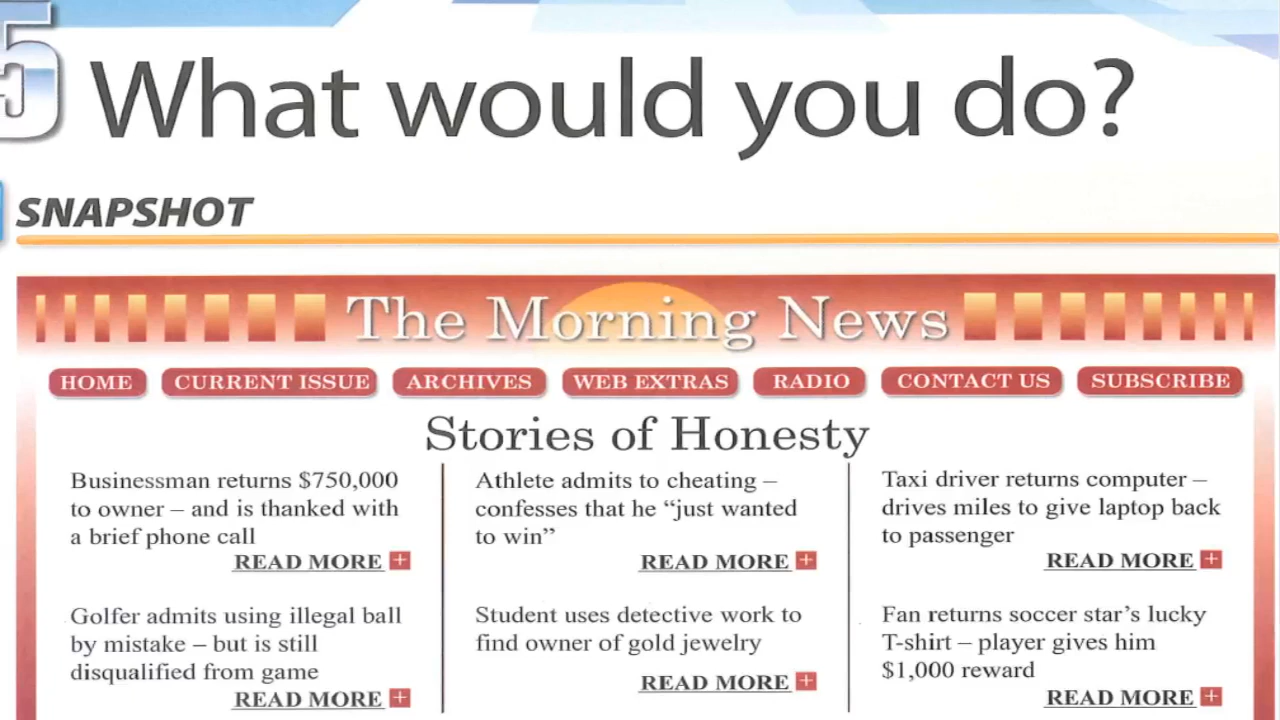 5
What would you do?
SNAPSHOT
The Morning News
HOME CURRENT ISSUE ARCHIVES WEB EXTRAS RADIO CONTACT US SUBSCRIBE
Stories of Honesty
Businessman returns $750,000
to owner – and is thanked with
a brief phone call
READ MORE +
Athlete admits to cheating –
confesses that he “just wanted
to win”
READ MORE +
Taxi driver returns computer –
drives miles to give laptop back
to passenger
READ MORE +
Golfer admits using illegal ball
by mistake – but is still
disqualified from game
READ MORE +
Student uses detective work to
find owner of gold jewelry
READ MORE +
Fan returns soccer star’s lucky
T-shirt – player gives him
$1,000 reward
READ MORE +